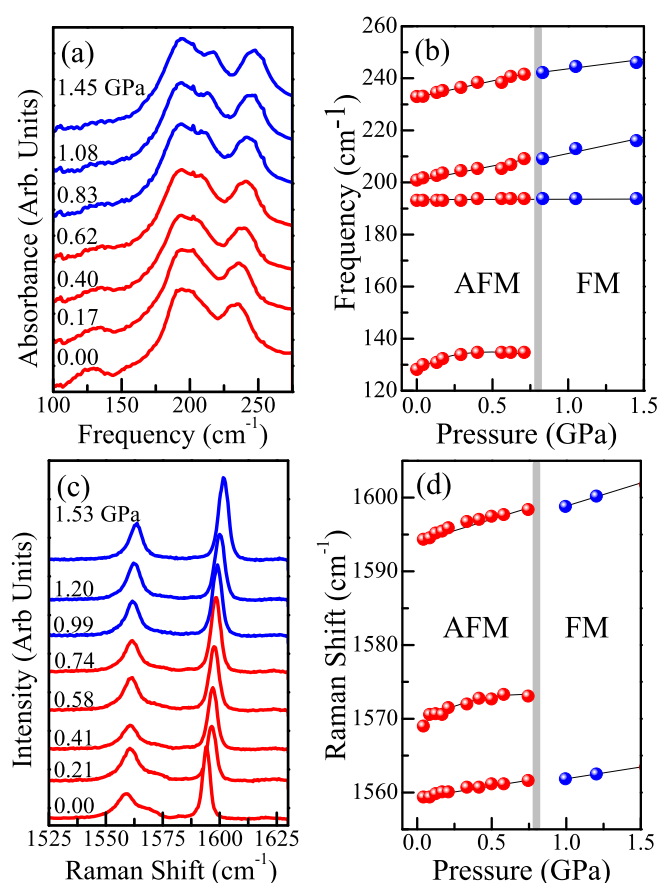 (a)
1.45 GPa
1.08
0.83
0.62
0.40
0.17
0.00
Absorbance (Arb. Units)
100 150 200 250
Frequency (cm-1)
(b)
260
240
220
200
180
160
140
120
Frequency (cm-1)
AFM
FM
0.0 0.5 1.0 1.5
Pressure (GPa)
(c)
1.53 GPa
1.20
0.99
0.74
0.58
0.41
0.21
0.00
Intensity (Arb Units)
1525 1550 1575 1600 1625
Raman Shift (cm-1)
(d)
1600
1590
1580
1570
1560
Raman Shift (cm-1)
AFM
FM
0.0 0.5 1.0 1.5
Pressure (GPa)